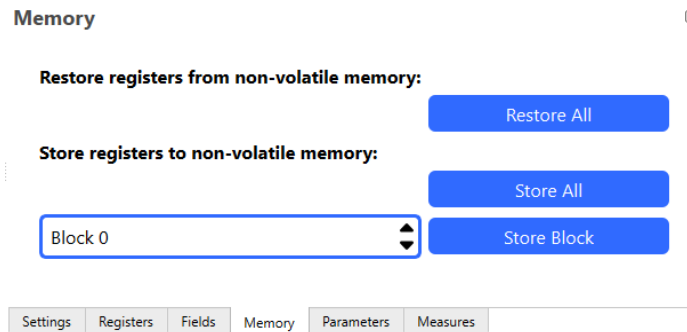 Memory
Restore registers from non-volatile memory:
Restore All
Store registers to non-volatile memory:
Store All
Block 0
Store Block
Settings Registers Fields Memory Parameters Measures